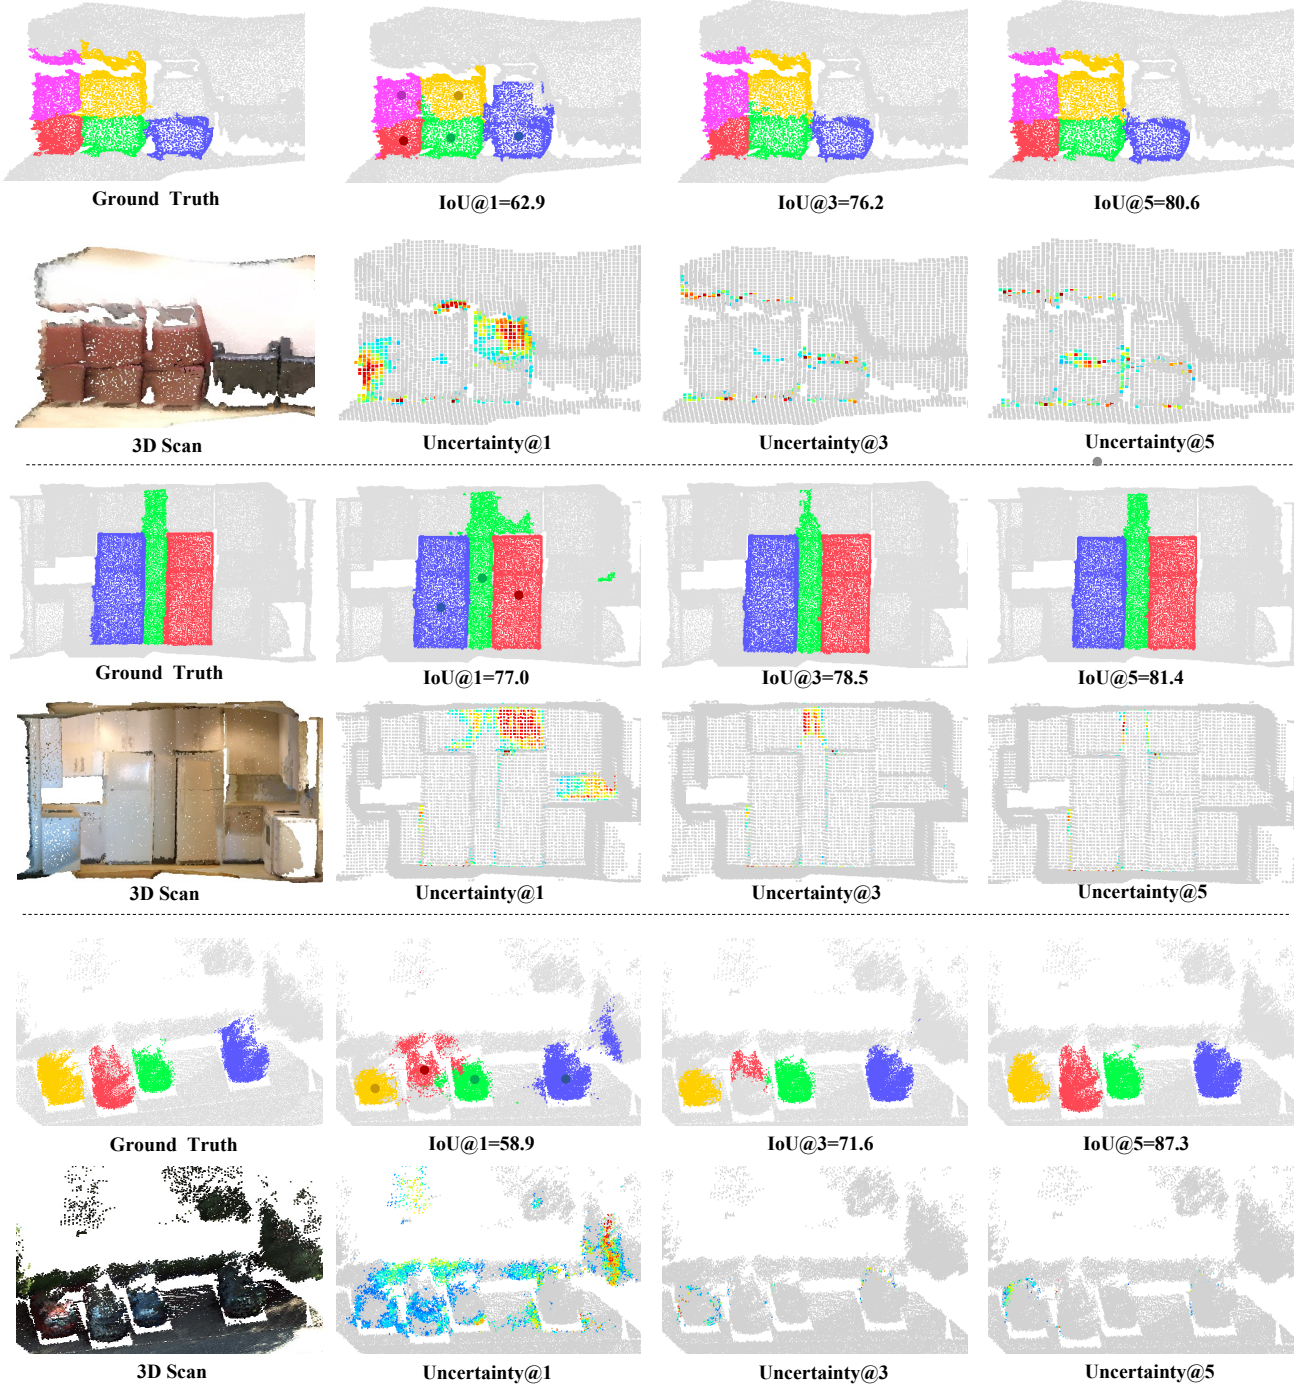 Ground Truth
IoU@1=62.9
IoU@3=76.2
IoU@5=80.6
3D Scan
Uncertainty@1
Uncertainty@3
Uncertainty@5
Ground Truth
IoU@1=77.0
IoU@3=78.5
IoU@5=81.4
3D Scan
Uncertainty@1
Uncertainty@3
Uncertainty@5
Ground Truth
IoU@1=58.9
IoU@3=71.6
IoU@5=87.3
3D Scan
Uncertainty@1
Uncertainty@3
Uncertainty@5